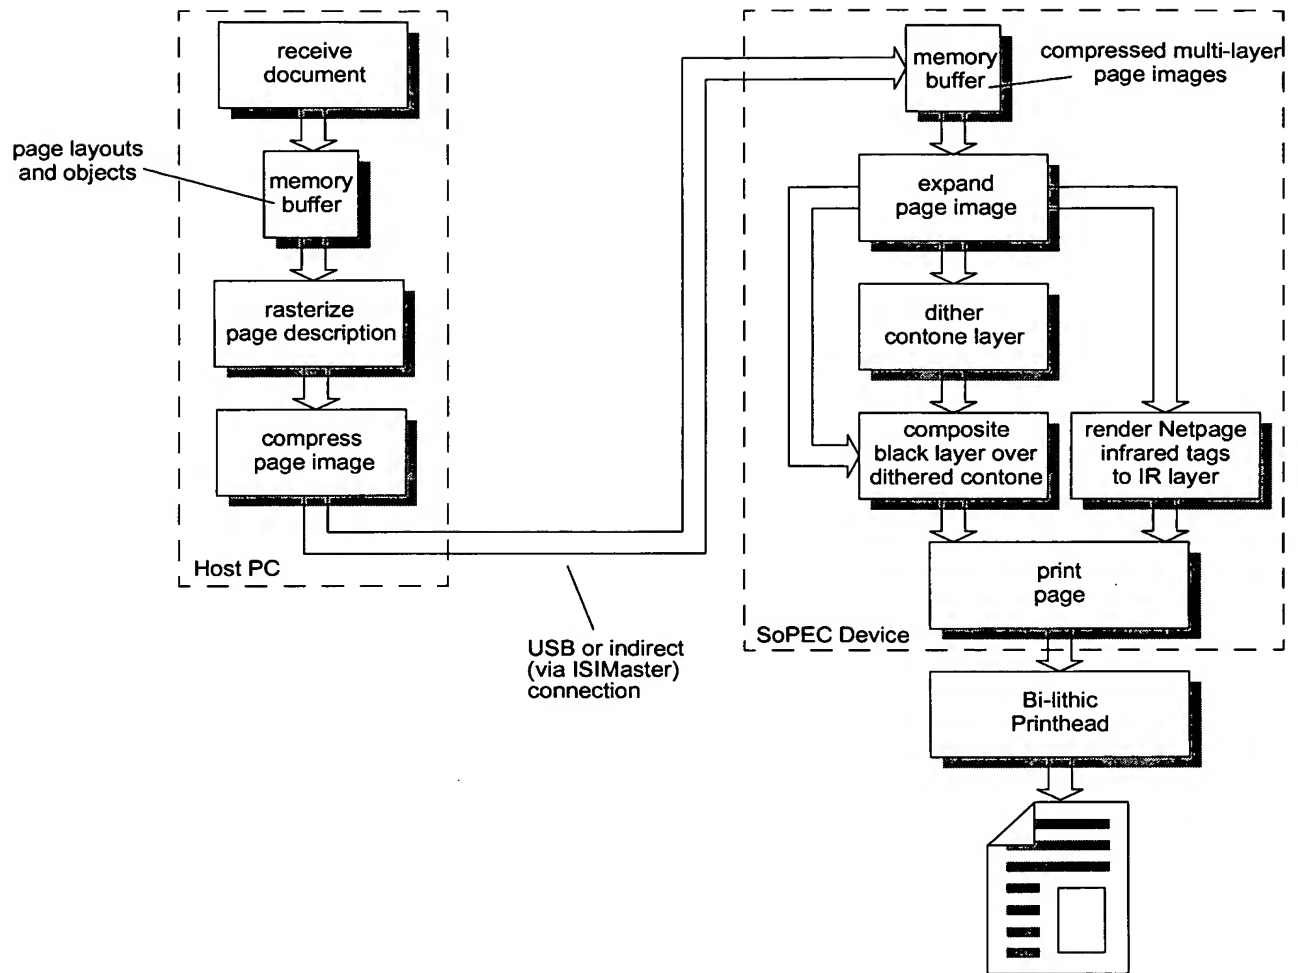 receive
document
page layouts
and objects
memory
buffer
rasterize
page description
compress
page image
Host PC
USB or indirect
(via ISIMaster)
connection
memory
buffer
compressed multi-layer
page images
expand
page image
dither
contone layer
composite
black layer over
dithered contone
render Netpage
infrared tags
to IR layer
print
page
SoPEC Device
Bi-lithic
Printhead